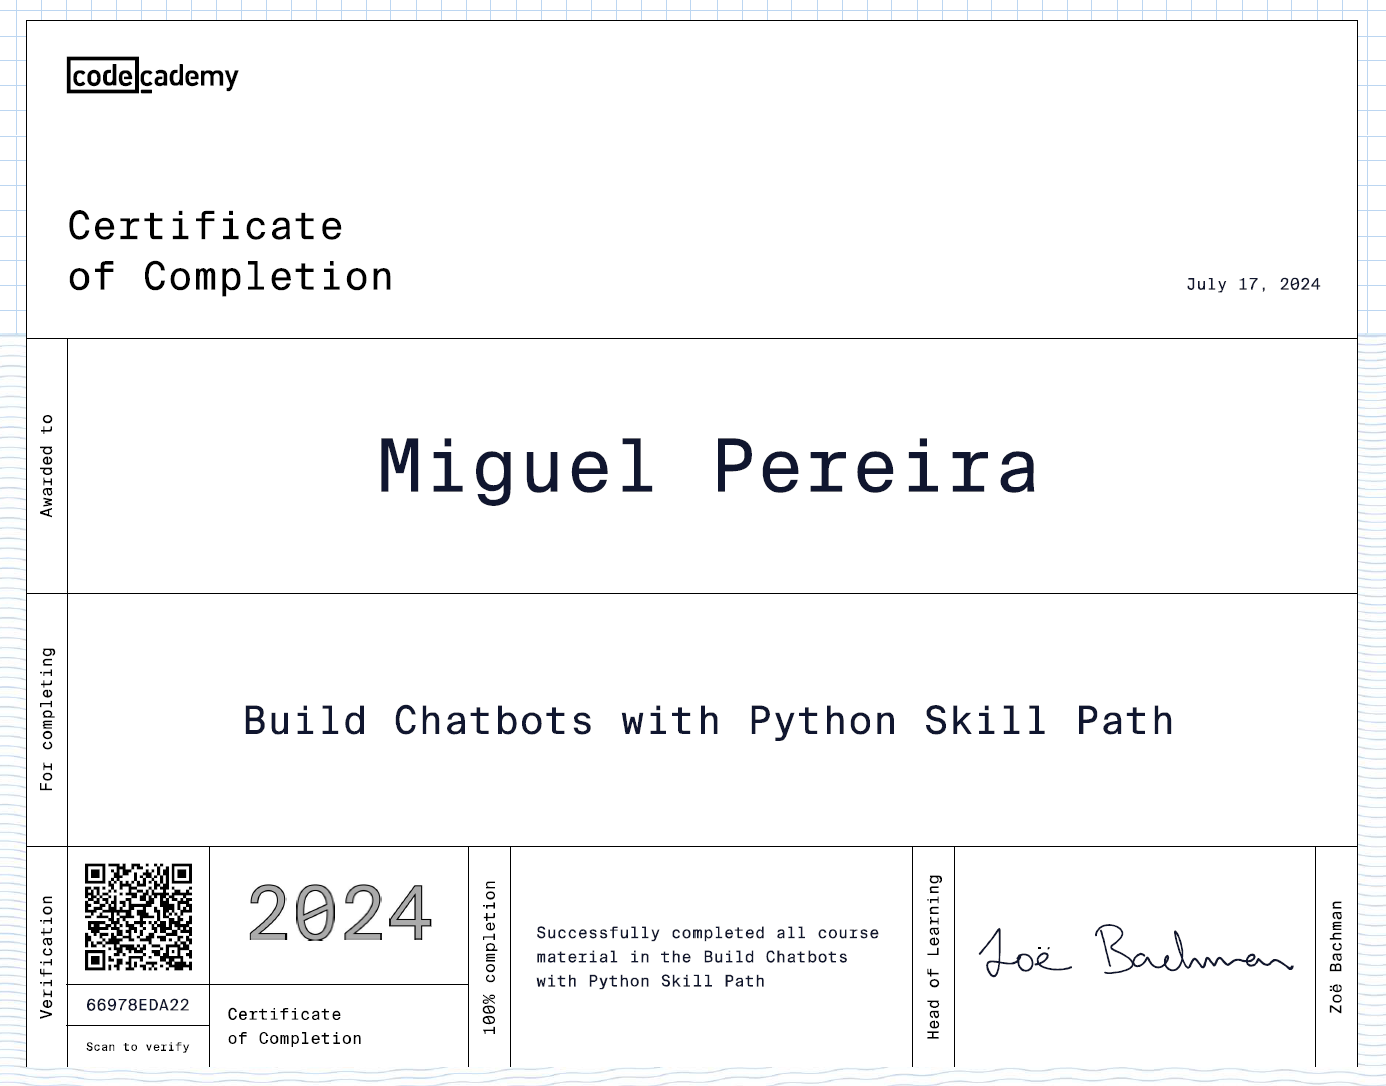 codecademy
Certificate
of Completion
July 17, 2024
Awarded to
Miguel Pereira
For completing
Build Chatbots with Python Skill Path
Verification
66978EDA22
Scan to verify
2024
Certificate
of Completion
100% completion
Successfully completed all course
material in the Build Chatbots
with Python Skill Path
Head of Learning
Zoë Bachman
Zoë Bachman